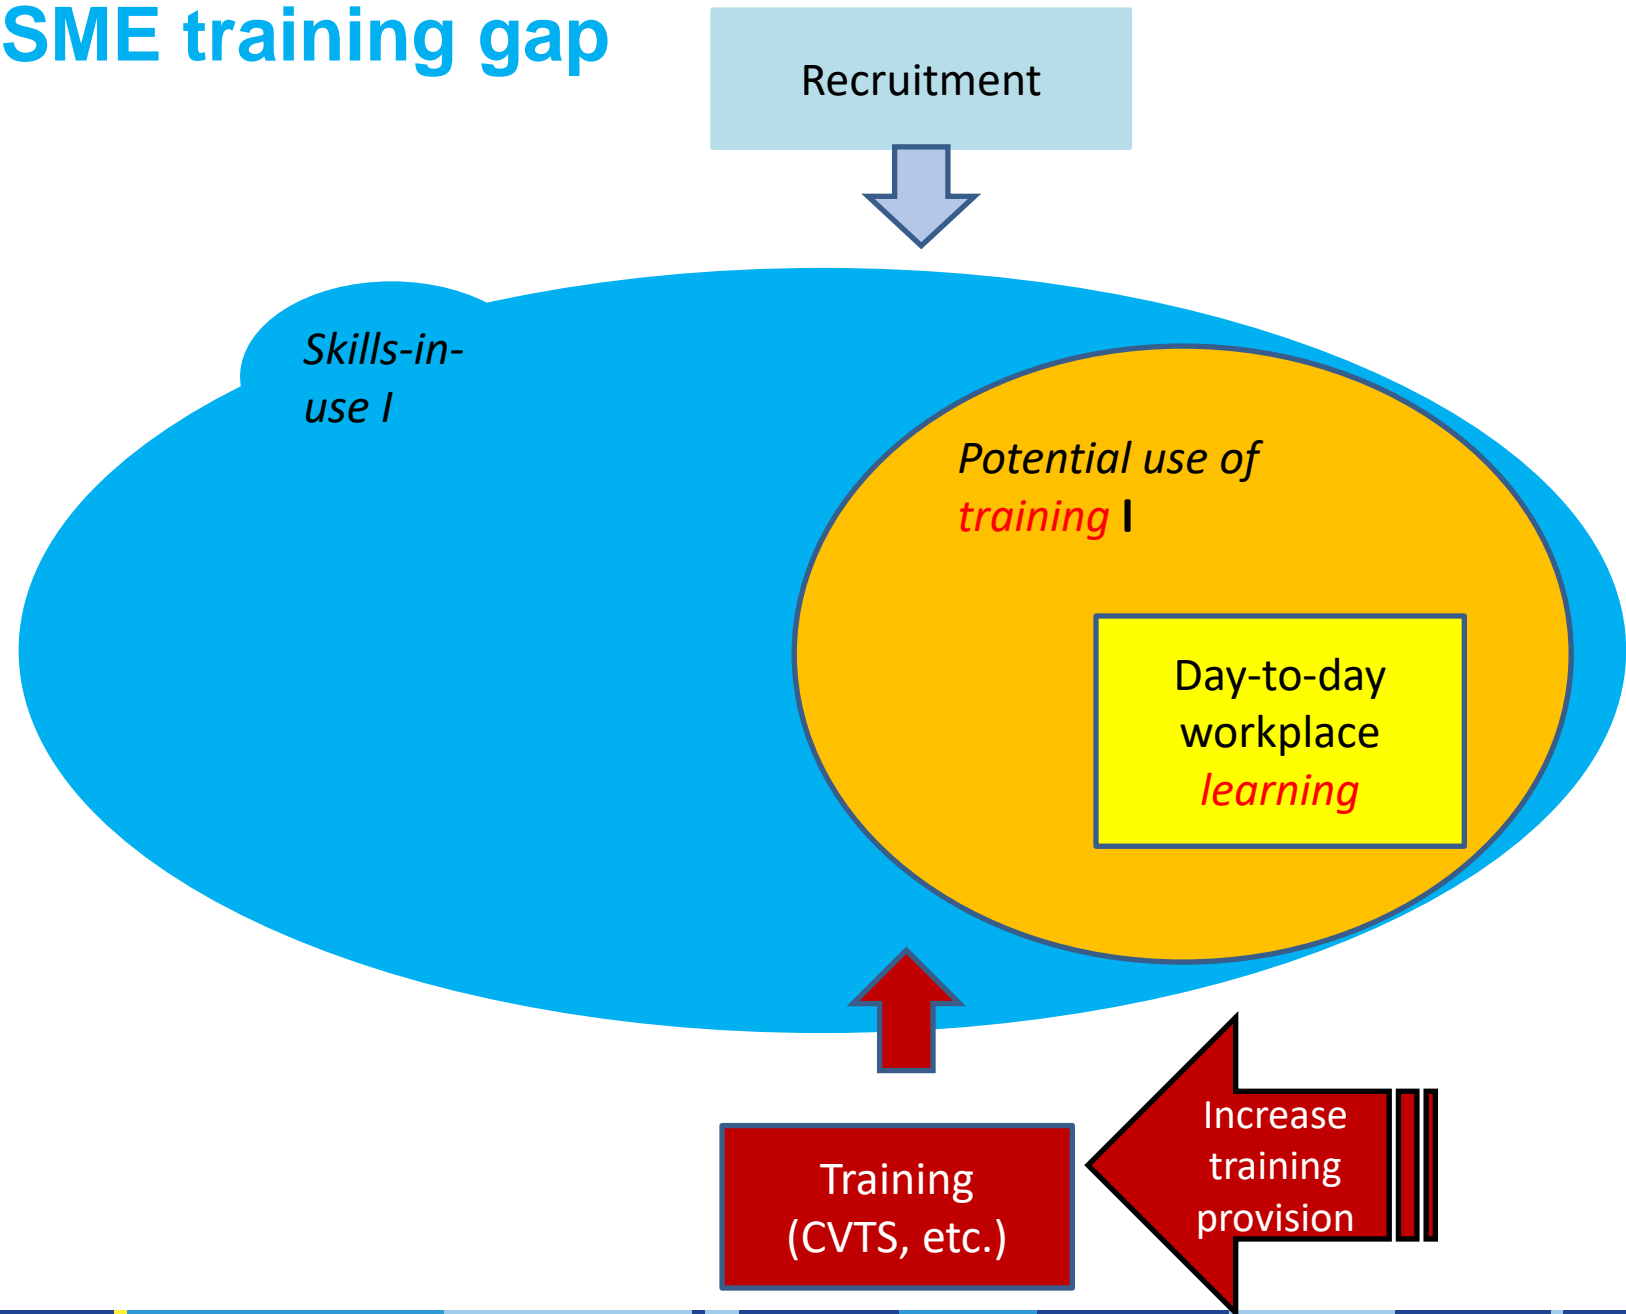 SME training gap
Recruitment
Skills-in-
use I
Potential use of
training I
Day-to-day
workplace
learning
Increase
training
provision
Training
(CVTS, etc.)